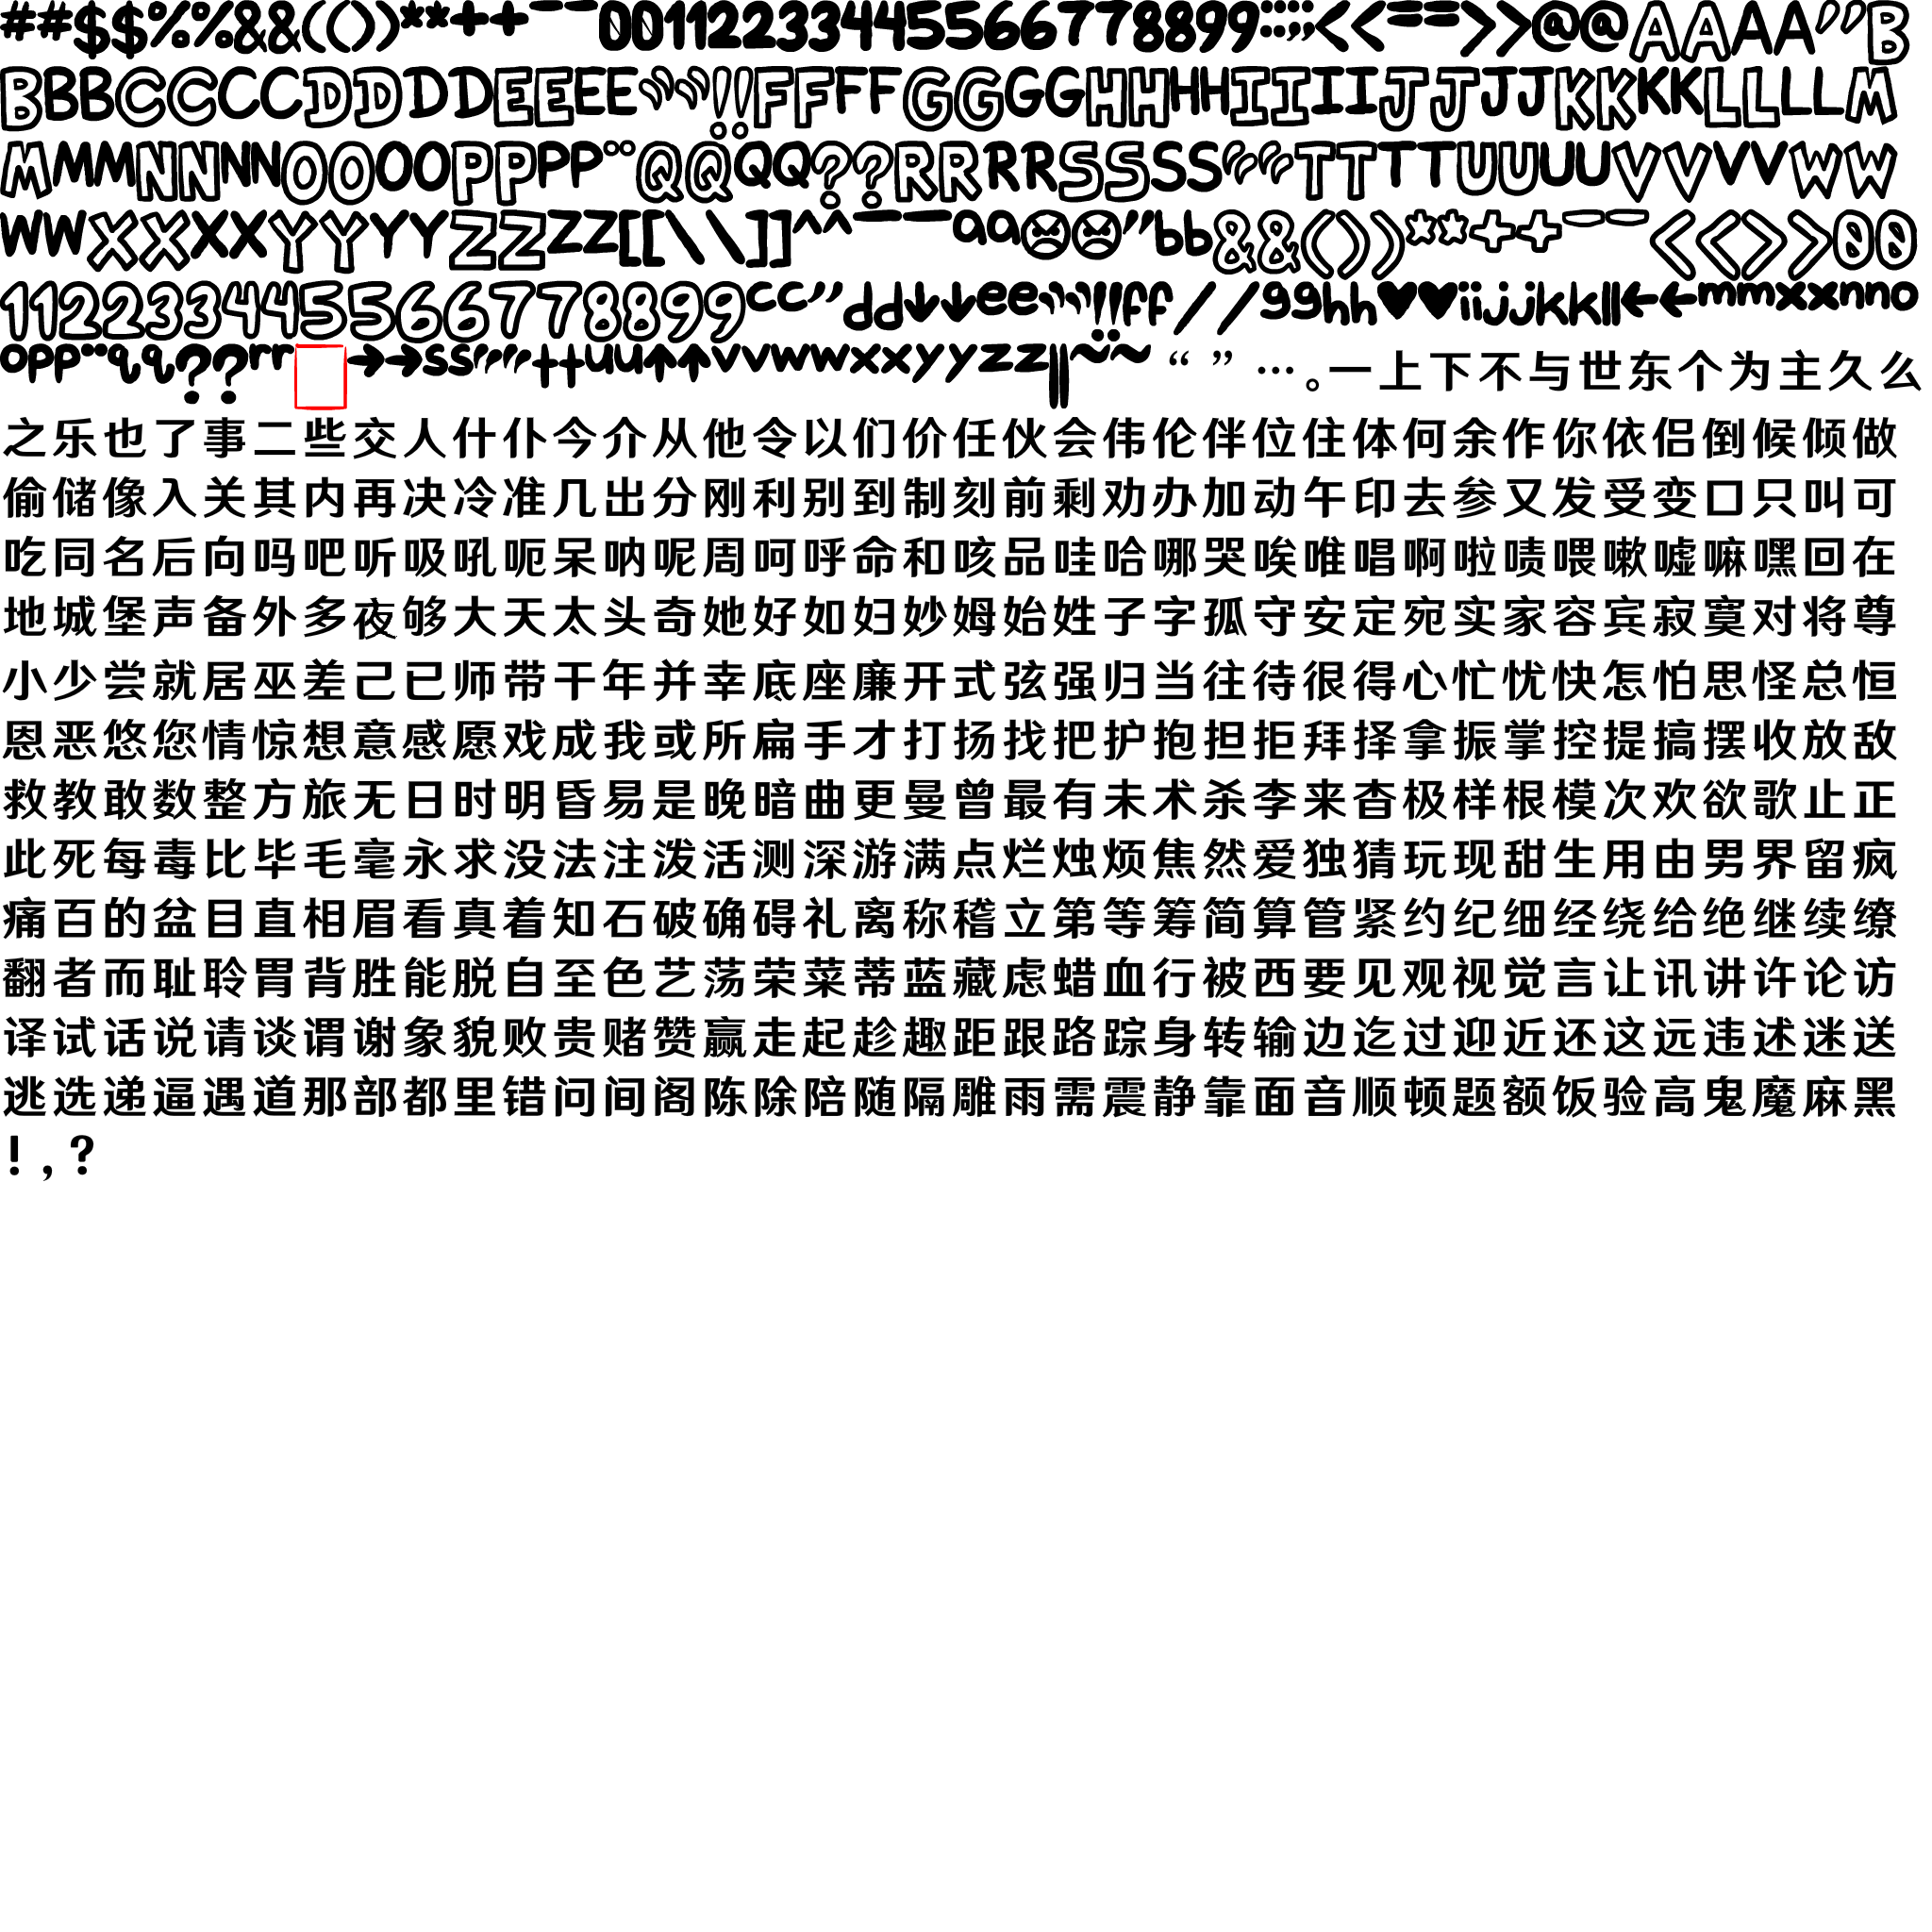 ##$$%%&&(())**++--00112233445566778899::;;<<==>>@@AAAA"B
BBBCCCCDDDDEEEE"!!FFFFGGGGHHHHIIIIJJJJKKKKLLLLM
MMMNNNNOOOOPPPP¨QQQQ??RRRRSSSS"TTTTUUUUVVVVWW
WWXXXXYYYYZZZZ[[\\]]^^--aa"bb&&(())**++--<<>>00
112233445566778899cc"dd↓↓ee"!!ff//gghh♥♥iijjkkll←←mmxxnno
opp¨qq??rr→→ss"ttuu↑↑vvwwxxyyzz||~~“”…。一上下不与世东个为主久么
之乐也了事二些交人什仆今介从他令以们价任伙会伟伦伴位住体何余作你依侣倒候倾做
偷储像入关其内再决冷准几出分刚利别到制刻前剩劝办加动午印去参又发受变口只叫可
吃同名后向吗吧听吸吼呃呆呐呢周呵呼命和咳品哇哈哪哭唉唯唱啊啦啧喂嗽嘘嘛嘿回在
地城堡声备外多夜够大天太头奇她好如妇妙姆始姓子字孤守安定宛实家容宾寂寞对将尊
小少尝就居巫差己已师带干年并幸底座廉开式弦强归当往待很得心忙忧快怎怕思怪总恒
恩恶悠您情惊想意感愿戏成我或所扁手才打扬找把护抱担拒拜择拿振掌控提搞摆收放敌
救教敢数整方旅无日时明昏易是晚暗曲更曼曾最有未术杀李来杳极样根模次欢欲歌止正
此死每毒比毕毛毫永求没法注泼活测深游满点烂烛烦焦然爱独猜玩现甜生用由男界留疯
痛百的盆目直相眉看真着知石破确碍礼离称稽立第等筹简算管紧约纪细经绕给绝继续缭
翻者而耻聆胃背胜能脱自至色艺荡荣菜蒂蓝藏虑蜡血行被西要见观视觉言让讯讲许论访
译试话说请谈谓谢象貌败贵赌赞赢走起趁趣距跟路踪身转输边迄过迎近还这远违述迷送
逃选递逼遇道那部都里错问间阁陈除陪随隔雕雨需震静靠面音顺顿题额饭验高鬼魔麻黑
!,?